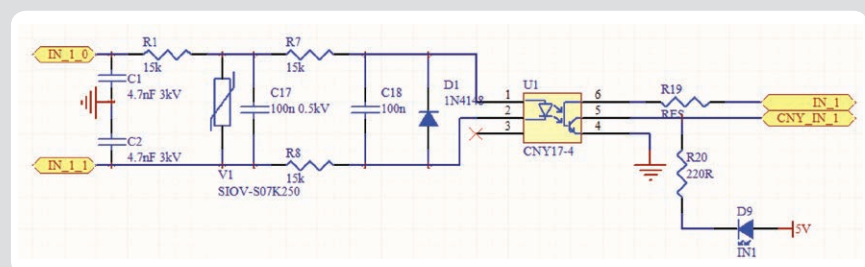 IN_1_0
R1
15k
C1
4.7nF 3kV
C2
4.7nF 3kV
IN_1_1
V1
SIOV-S07K250
C17
100n 0.5kV
R7
15k
R8
15k
C18
100n
D1
1N4148
U1
1
2
3
6
5
4
CNY17-4
R19
RES
IN_1
CNY_IN_1
R20
220R
D9
IN1
5V